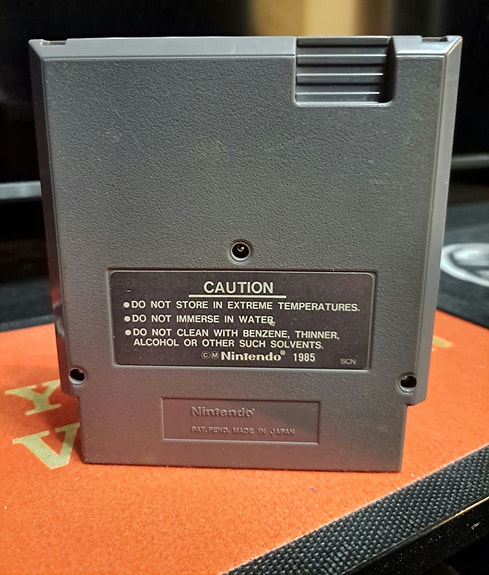 CAUTION
●DO NOT STORE IN EXTREME TEMPERATURES.
●DO NOT IMMERSE IN WATER.
●DO NOT CLEAN WITH BENZENE, THINNER,
ALCOHOL OR OTHER SUCH SOLVENTS.
©Ⓜ Nintendo® 1985 SCN
Nintendo®
PAT. PEND. MADE IN JAPAN
Y
V